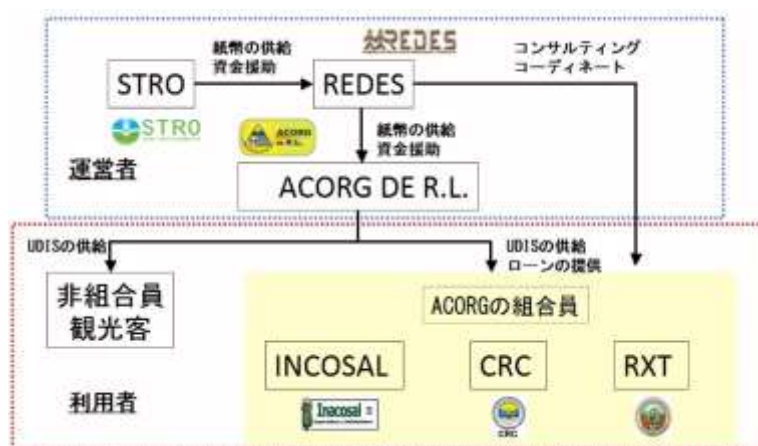 REDES
紙幣の供給
資金援助
コンサルティング
コーディネート
STRO
REDES
STRO
ACORG
DE R.L.
紙幣の供給
資金援助
運営者
ACORG DE R.L.
UDISの供給
UDISの供給
ローンの提供
非組合員
観光客
ACORGの組合員
INCOSAL
CRC
RXT
利用者
Inacosal
CRC